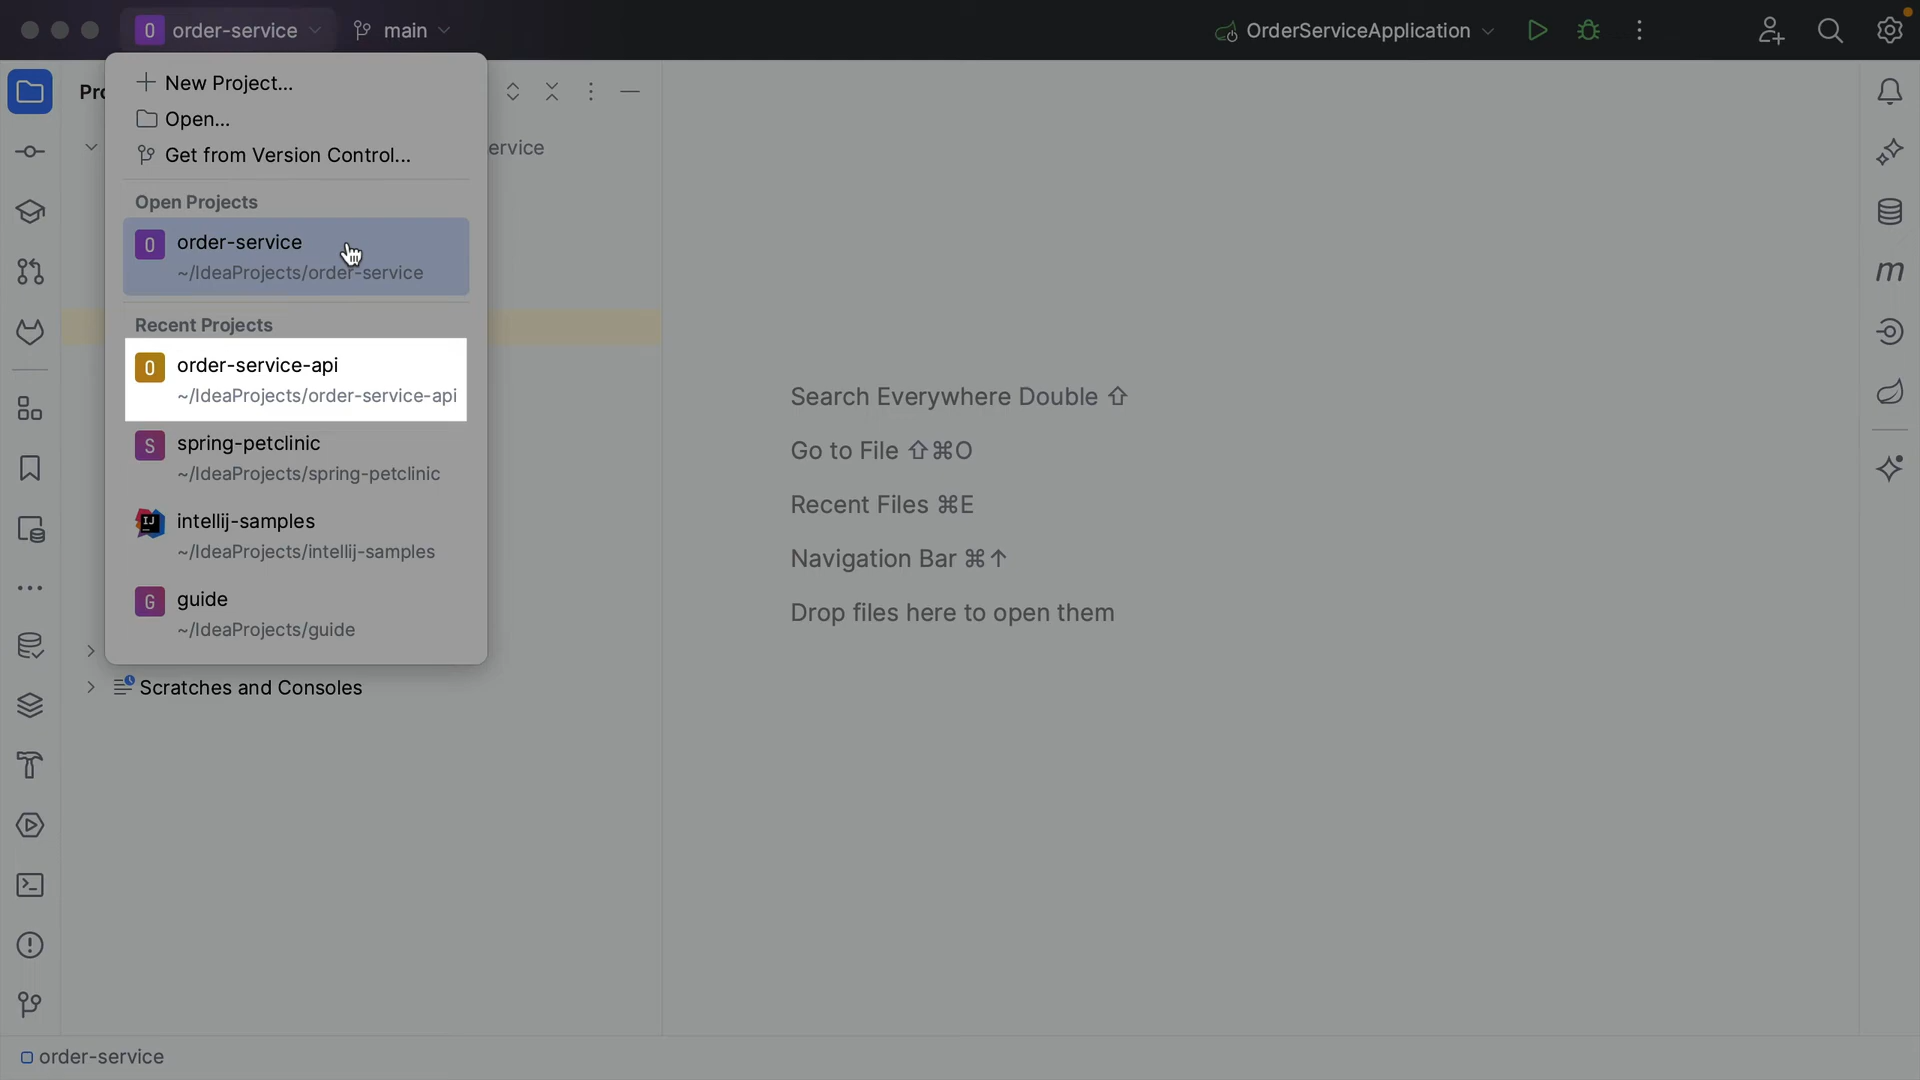 O order-service main OrderServiceApplication
Pro
+ New Project...
Open...
Get from Version Control...
ervice
Open Projects
O order-service
~/IdeaProjects/order-service
Recent Projects
O order-service-api
~/IdeaProjects/order-service-api
S spring-petclinic
~/IdeaProjects/spring-petclinic
IJ intellij-samples
~/IdeaProjects/intellij-samples
G guide
~/IdeaProjects/guide
Scratches and Consoles
Search Everywhere Double ⇧
Go to File ⇧⌘O
Recent Files ⌘E
Navigation Bar ⌘↑
Drop files here to open them
m
order-service